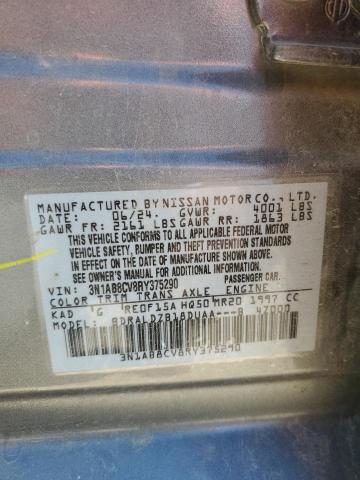 MANUFACTURED BY NISSAN MOTOR CO., LTD.
DATE: 06/24 GVWR: 4001 LBS
GAWR FR: 2161 LBS GAWR RR: 1863 LBS
THIS VEHICLE CONFORMS TO ALL APPLICABLE FEDERAL MOTOR
VEHICLE SAFETY, BUMPER AND THEFT PREVENTION STANDARDS
IN EFFECT ON THE DATE OF MANUFACTURE SHOWN ABOVE.
SEE OWNER'S MANUAL. PASSENGER CAR
VIN: 3N1AB8CV8RY375290
COLOR TRIM TRANS AXLE ENGINE
KAD G RE0F15A HQ50 MR20 1997 CC
MODEL: BDRALDZB18DUAA---B 47000
3N1AB8CV8RY375290